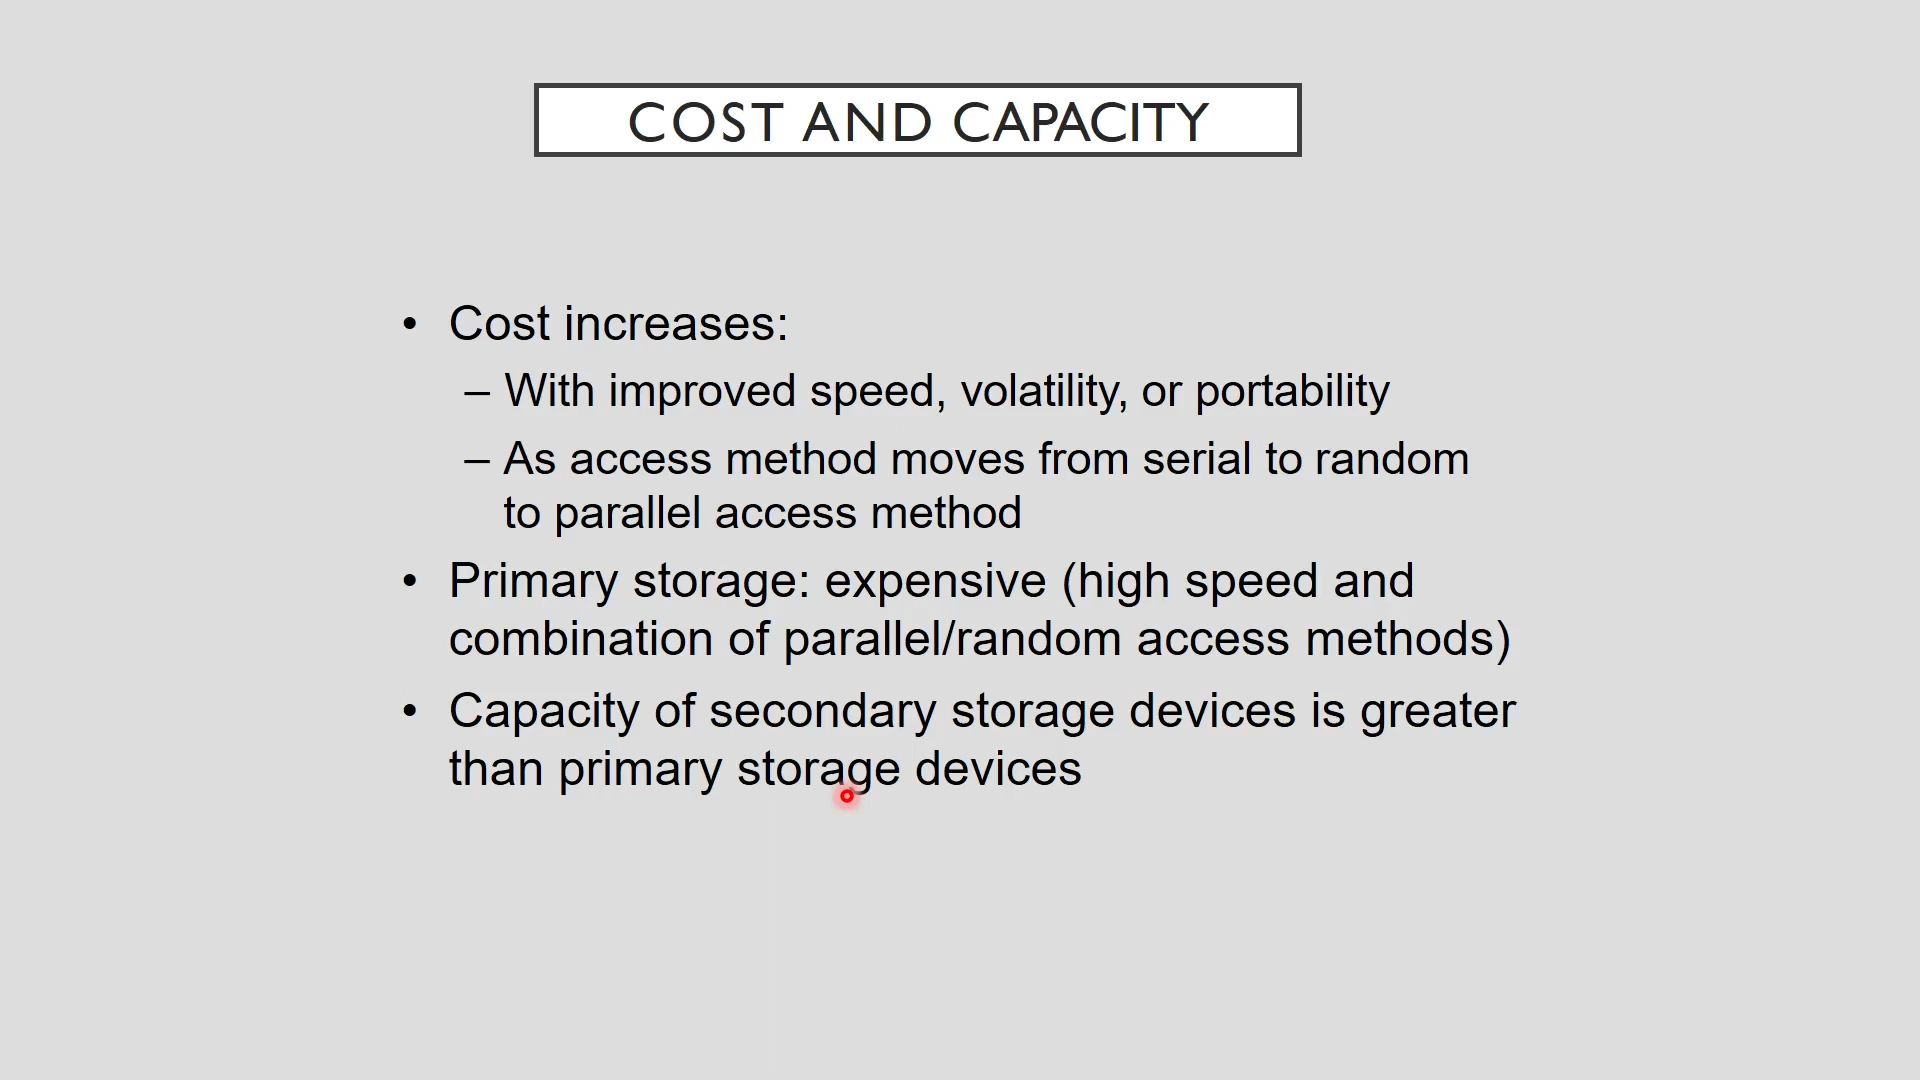 COST AND CAPACITY
• Cost increases:
– With improved speed, volatility, or portability
– As access method moves from serial to random
to parallel access method
• Primary storage: expensive (high speed and
combination of parallel/random access methods)
• Capacity of secondary storage devices is greater
than primary storage devices